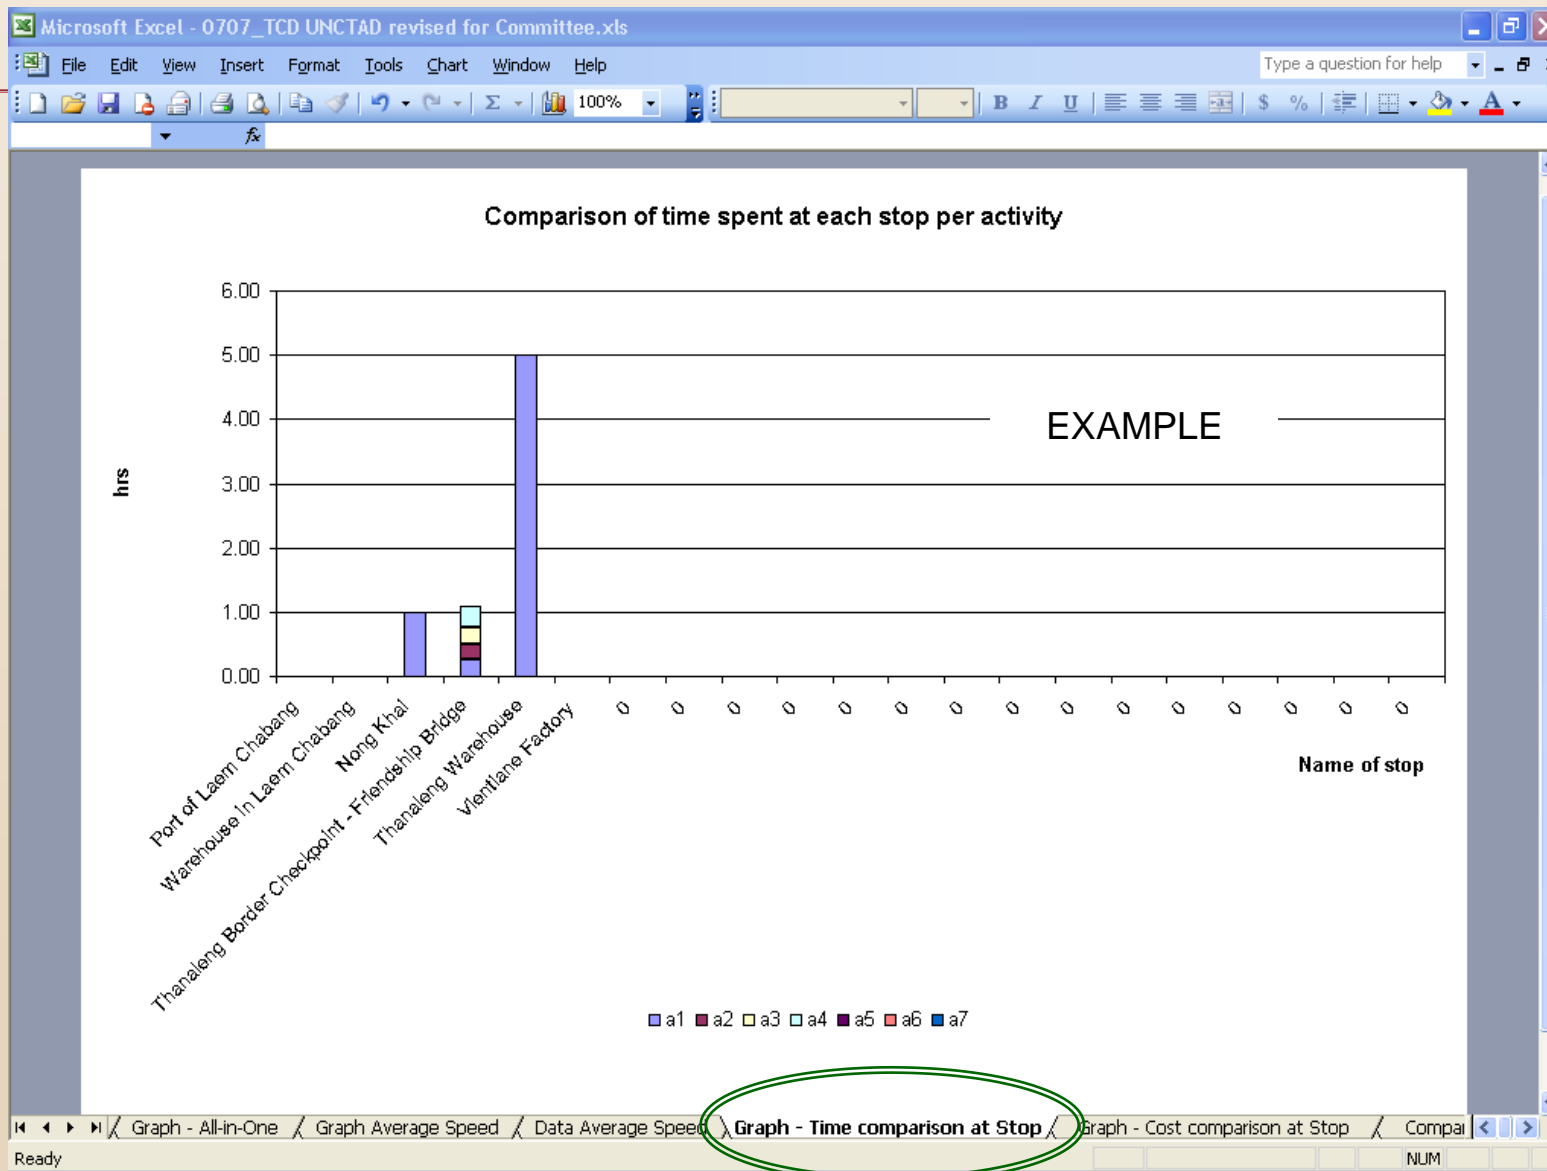 Microsoft Excel - 0707_TCD UNCTAD revised for Committee.xls
File Edit View Insert Format Tools Chart Window Help Type a question for help
Σ 100% B I U $ % A
fx
Comparison of time spent at each stop per activity
6.00
5.00
4.00
3.00
2.00
1.00
0.00
hrs
EXAMPLE
Port of Laem Chabang
Warehouse in Laem Chabang
Nong Khai
Thanaleng Border Checkpoint - Friendship Bridge
Thanaleng Warehouse
Vientiane Factory
0 0 0 0 0 0 0 0 0 0 0 0 0 0 0
Name of stop
a1 a2 a3 a4 a5 a6 a7
Graph - All-in-One Graph Average Speed Data Average Speed Graph - Time comparison at Stop Graph - Cost comparison at Stop Compar
Ready NUM